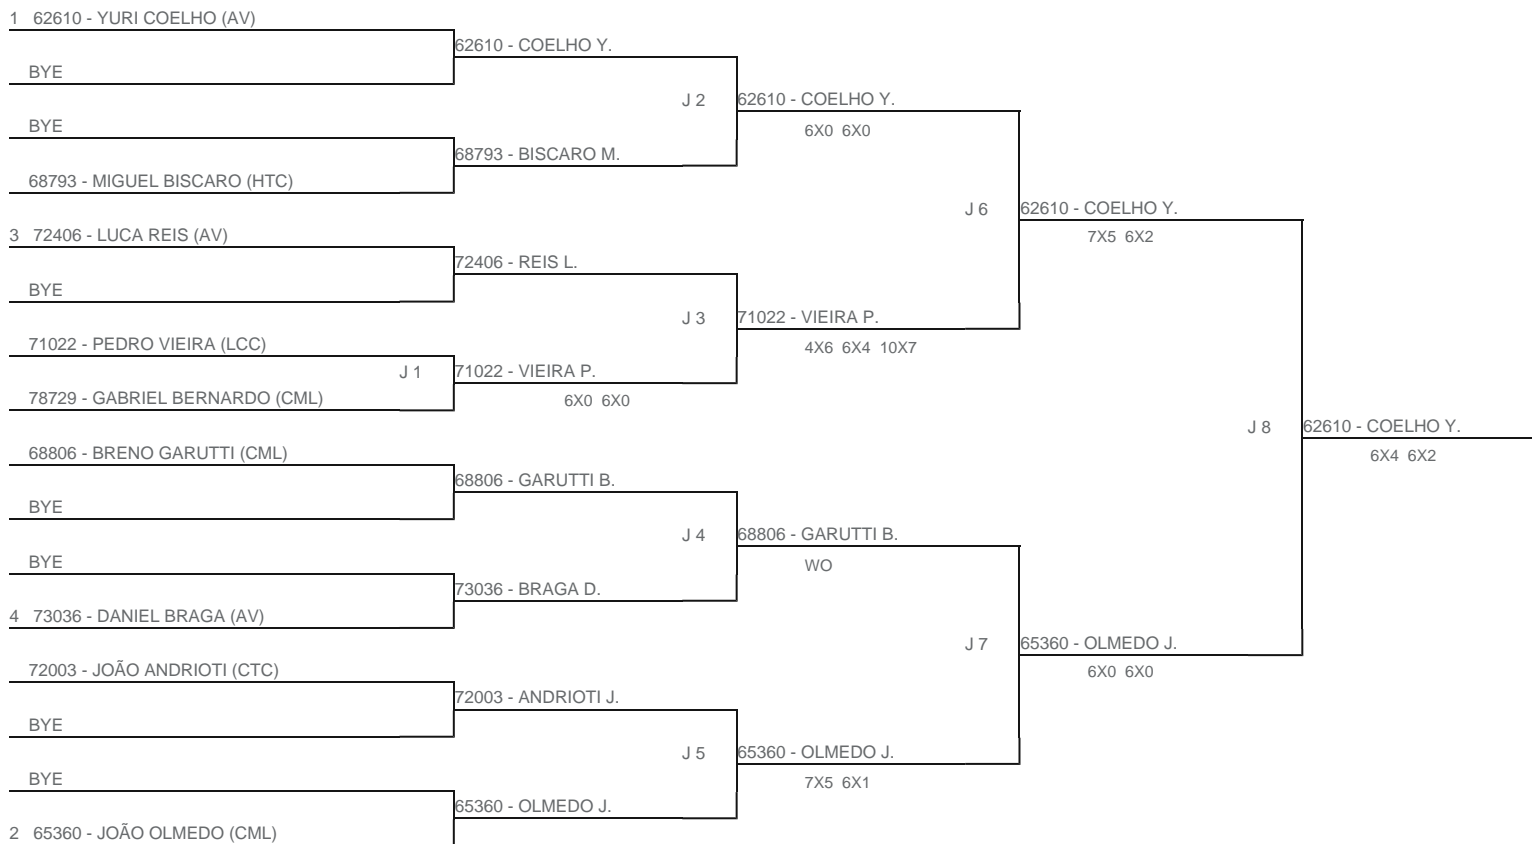 1 62610 - YURI COELHO (AV)
62610 - COELHO Y.
BYE
J 2
62610 - COELHO Y.
6X0 6X0
BYE
68793 - BISCARO M.
68793 - MIGUEL BISCARO (HTC)
J 6
62610 - COELHO Y.
7X5 6X2
3 72406 - LUCA REIS (AV)
72406 - REIS L.
BYE
J 3
71022 - VIEIRA P.
4X6 6X4 10X7
71022 - PEDRO VIEIRA (LCC)
J 1
71022 - VIEIRA P.
6X0 6X0
78729 - GABRIEL BERNARDO (CML)
J 8
62610 - COELHO Y.
6X4 6X2
68806 - BRENO GARUTTI (CML)
68806 - GARUTTI B.
BYE
J 4
68806 - GARUTTI B.
WO
BYE
73036 - BRAGA D.
4 73036 - DANIEL BRAGA (AV)
J 7
65360 - OLMEDO J.
6X0 6X0
72003 - JOÃO ANDRIOTI (CTC)
72003 - ANDRIOTI J.
BYE
J 5
65360 - OLMEDO J.
7X5 6X1
BYE
65360 - OLMEDO J.
2 65360 - JOÃO OLMEDO (CML)